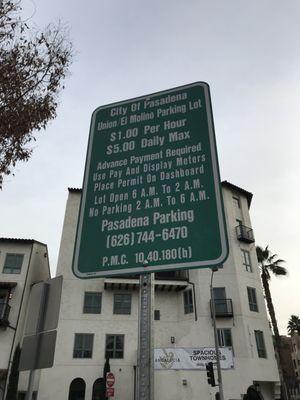 City Of Pasadena
Union/El Molino Parking Lot
$1.00 Per Hour
$5.00 Daily Max
Advance Payment Required
Use Pay And Display Meters
Place Permit On Dashboard
Lot Open 6 A.M. To 2 A.M.
No Parking 2 A.M. To 6 A.M.
Pasadena Parking
(626) 744-6470
P.M.C. 10.40.180(b)
SPACIOUS
TOWNHOMES
ANDALUCIA